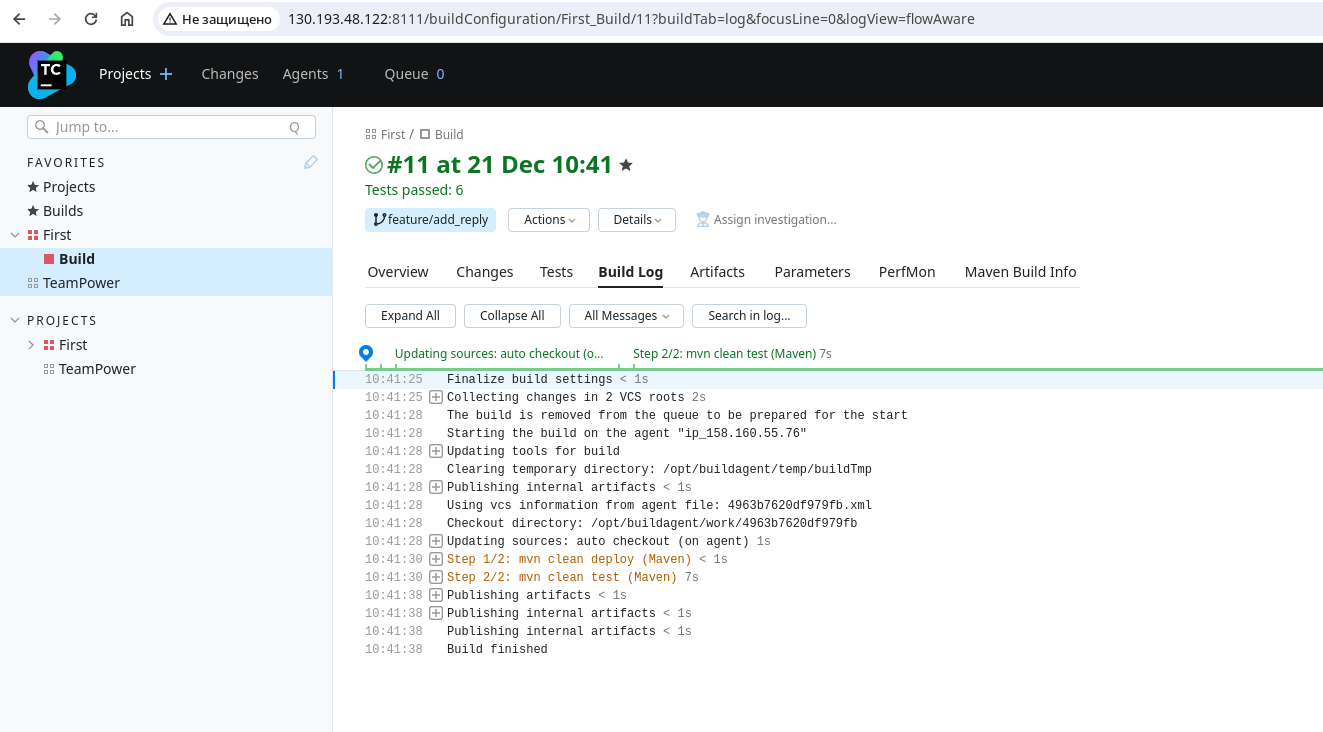 Не защищено 130.193.48.122:8111/buildConfiguration/First_Build/11?buildTab=log&focusLine=0&logView=flowAware
TC Projects Changes Agents 1 Queue 0
Jump to... Q
FAVORITES
Projects
Builds
First
Build
TeamPower
PROJECTS
First
TeamPower
First / Build
#11 at 21 Dec 10:41
Tests passed: 6
feature/add_reply Actions Details Assign investigation...
Overview Changes Tests Build Log Artifacts Parameters PerfMon Maven Build Info
Expand All Collapse All All Messages Search in log...
Updating sources: auto checkout (o... Step 2/2: mvn clean test (Maven) 7s
10:41:25 Finalize build settings < 1s
10:41:25 Collecting changes in 2 VCS roots 2s
10:41:28 The build is removed from the queue to be prepared for the start
10:41:28 Starting the build on the agent "ip_158.160.55.76"
10:41:28 Updating tools for build
10:41:28 Clearing temporary directory: /opt/buildagent/temp/buildTmp
10:41:28 Publishing internal artifacts < 1s
10:41:28 Using vcs information from agent file: 4963b7620df979fb.xml
10:41:28 Checkout directory: /opt/buildagent/work/4963b7620df979fb
10:41:28 Updating sources: auto checkout (on agent) 1s
10:41:30 Step 1/2: mvn clean deploy (Maven) < 1s
10:41:30 Step 2/2: mvn clean test (Maven) 7s
10:41:38 Publishing artifacts < 1s
10:41:38 Publishing internal artifacts < 1s
10:41:38 Publishing internal artifacts < 1s
10:41:38 Build finished